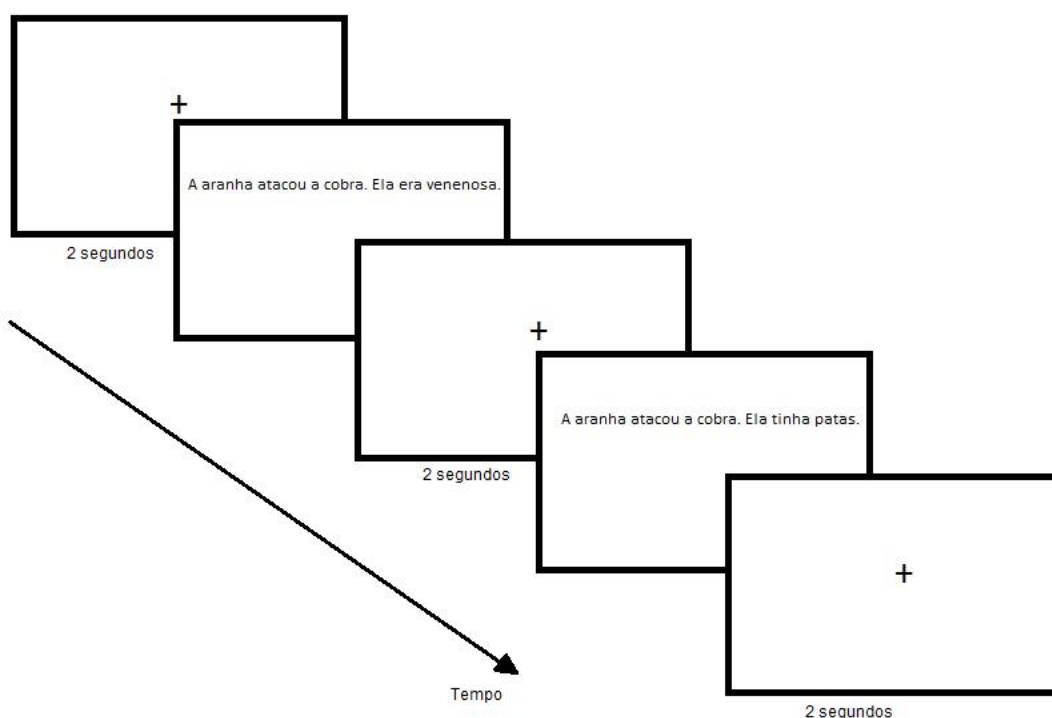 +
2 segundos
A aranha atacou a cobra. Ela era venenosa.
+
2 segundos
A aranha atacou a cobra. Ela tinha patas.
+
2 segundos
Tempo